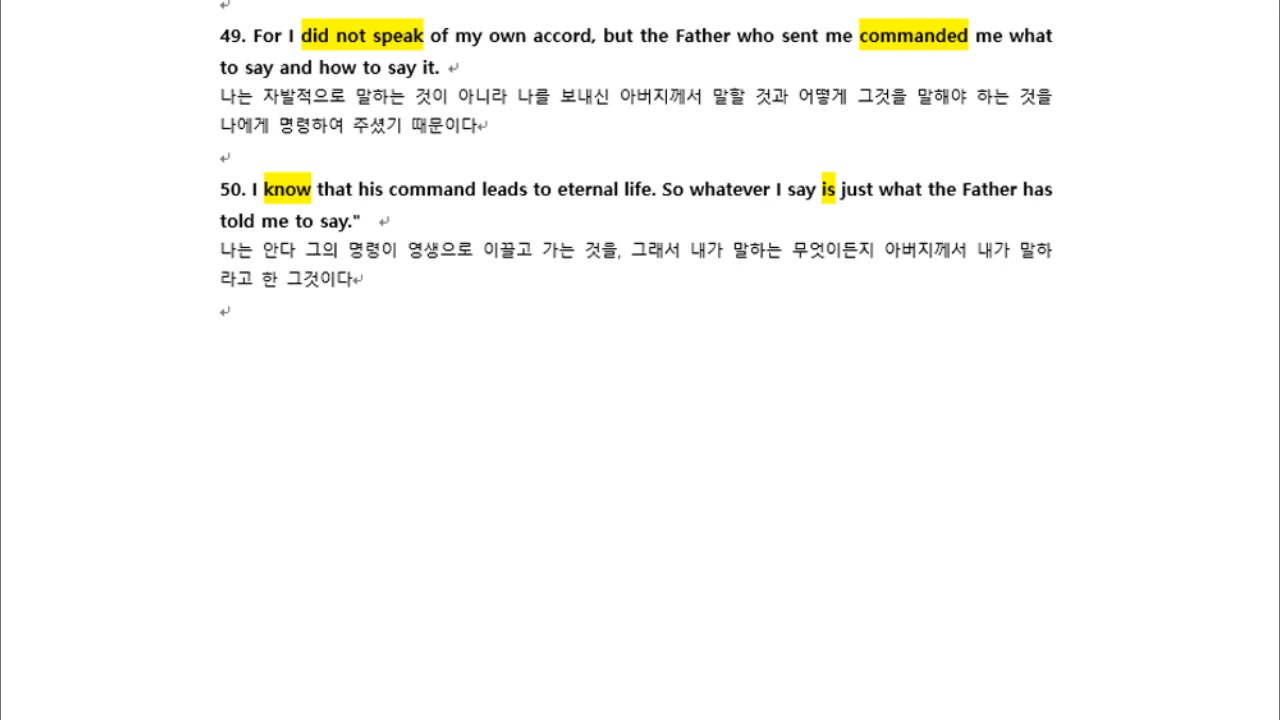 49. For I did not speak of my own accord, but the Father who sent me commanded me what
to say and how to say it.
나는 자발적으로 말하는 것이 아니라 나를 보내신 아버지께서 말할 것과 어떻게 그것을 말해야 하는 것을
나에게 명령하여 주셨기 때문이다
50. I know that his command leads to eternal life. So whatever I say is just what the Father has
told me to say."
나는 안다 그의 명령이 영생으로 이끌고 가는 것을, 그래서 내가 말하는 무엇이든지 아버지께서 내가 말하
라고 한 그것이다